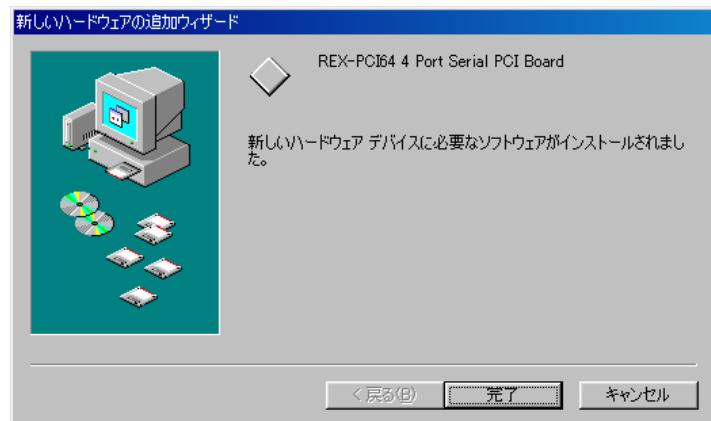 新しいハードウェアの追加ウィザード
REX-PCI64 4 Port Serial PCI Board
新しいハードウェア デバイスに必要なソフトウェアがインストールされまし
た。
< 戻る(B)
完了
キャンセル